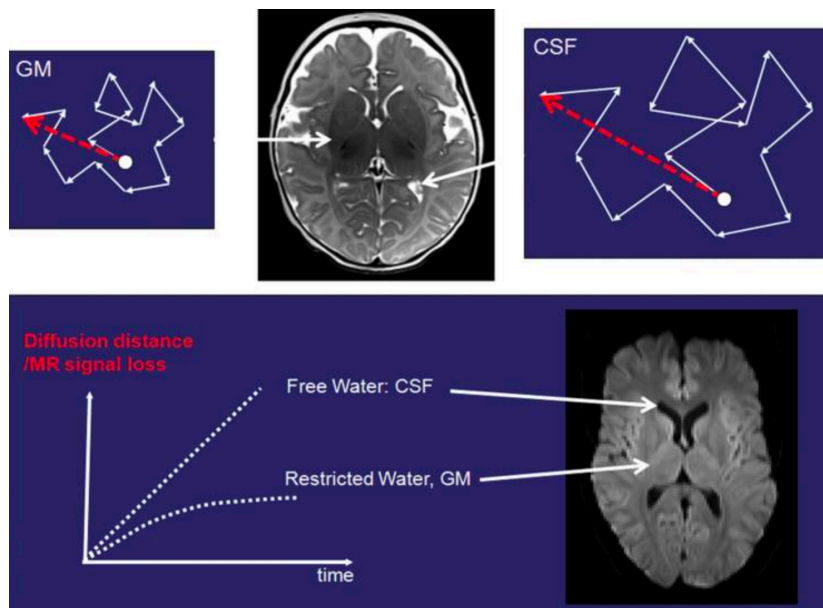 GM
CSF
Diffusion distance
/MR signal loss
Free Water: CSF
Restricted Water, GM
time